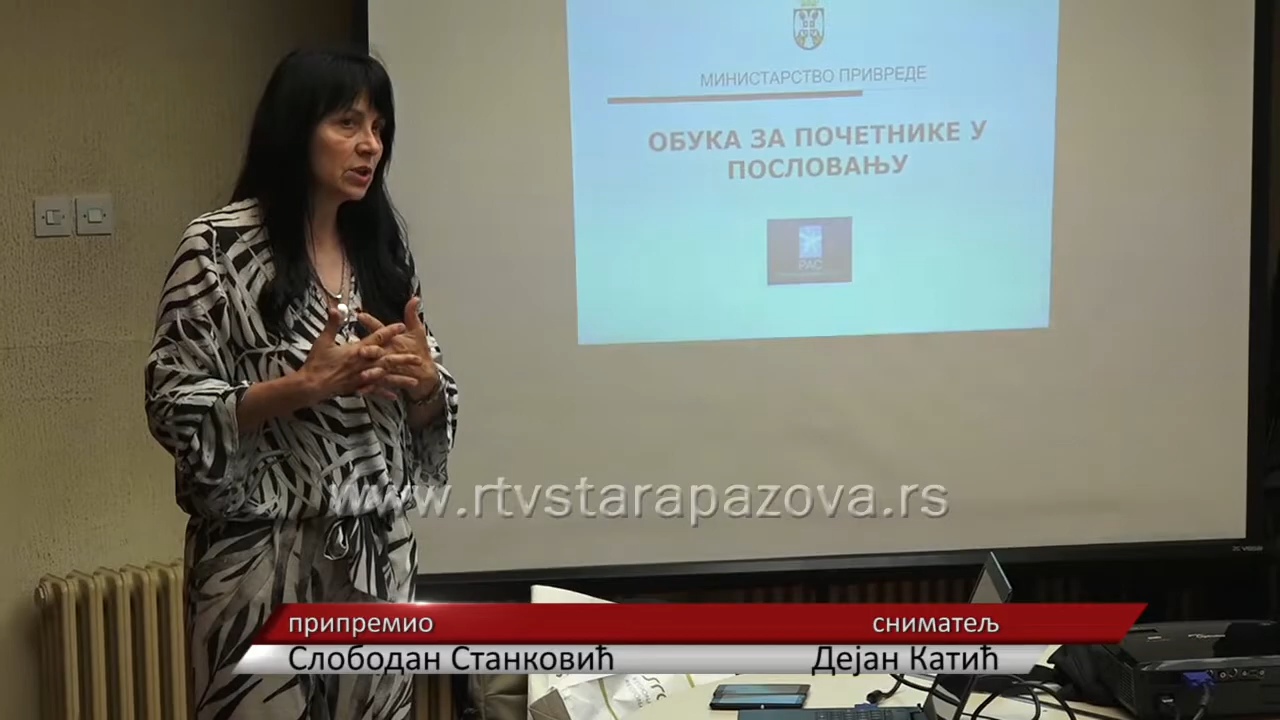 МИНИСТАРСТВО ПРИВРЕДЕ
ОБУКА ЗА ПОЧЕТНИКЕ У
ПОСЛОВАЊУ
РАС
www.rtvstarapazova.rs
припремио
сниматељ
Слободан Станковић
Дејан Катић